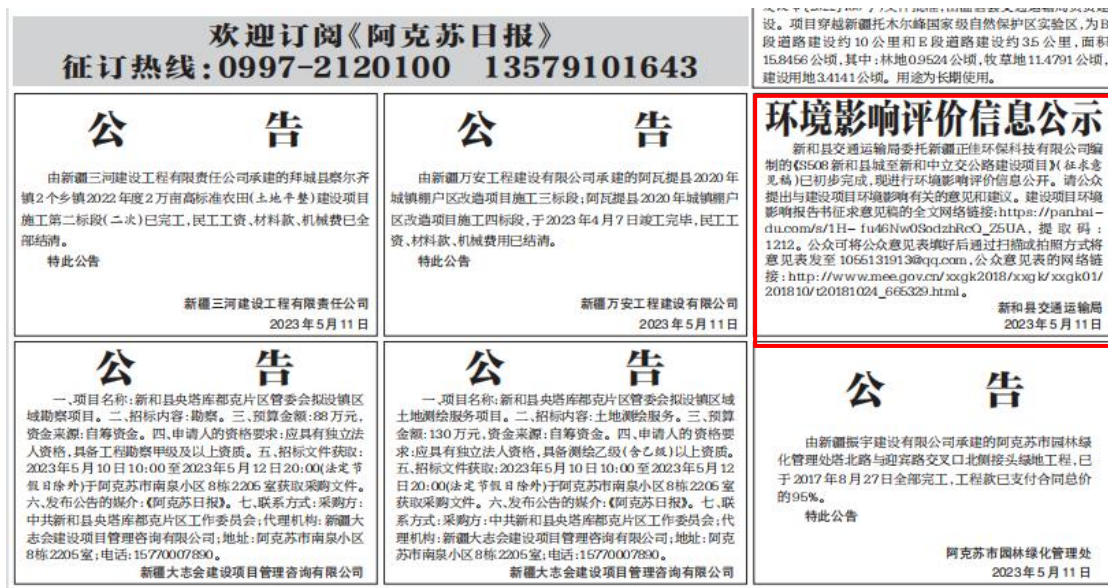 欢迎订阅《阿克苏日报》
征订热线:0997-2120100 13579101643
设。项目穿越新疆托木尔峰国家级自然保护区实验区,为B
段道路建设约10公里和E段道路建设约35公里,面积
15.8456公顷,其中:林地0.9524公顷,牧草地11.4791公顷,
建设用地3.4141公顷。用途为长期使用。
公 告
由新疆三河建设工程有限责任公司承建的拜城县察尔齐
镇2个乡镇2022年度2万亩高标准农田(土地平整)建设项目
施工第二标段(二次)已完工,民工工资、材料款、机械费已全
部结清。
特此公告
新疆三河建设工程有限责任公司
2023年5月11日
公 告
由新疆万安工程建设有限公司承建的阿瓦提县2020年
城镇棚户区改造项目施工三标段;阿瓦提县2020年城镇棚户
区改造项目施工四标段,于2023年4月7日竣工完毕,民工工
资、材料款、机械费用已结清。
特此公告
新疆万安工程建设有限公司
2023年5月11日
环境影响评价信息公示
新和县交通运输局委托新疆正佳环保科技有限公司编
制的《S508新和县城至新和中立交公路建设项目》(征求意
见稿)已初步完成,现进行环境影响评价信息公开。请公众
提出与建设项目环境影响有关的意见和建议。建设项目环境
影响报告书征求意见稿的全文网络链接:https://pan.bai-
du.com/s/1H-fu46Nw0SodzbRcQ_Z5UA,提取码:
1212。公众可将公众意见表填好后通过扫描或拍照方式将
意见表发至1055131913@qq.com,公众意见表的网络链
接:http://www.mee.gov.cn/xxgk2018/xxgk/xxgk01/
201810/t20181024_665329.html。
新和县交通运输局
2023年5月11日
公 告
一、项目名称:新和县央塔库都克片区管委会拟设镇区
域勘察项目。二、招标内容:勘察。三、预算金额:88万元,
资金来源:自筹资金。四、申请人的资格要求:应具有独立法
人资格,具备工程勘察甲级及以上资质。五、招标文件获取:
2023年5月10日10:00至2023年5月12日20:00(法定节
假日除外)于阿克苏市南泉小区8栋2205室获取采购文件。
六、发布公告的媒介:《阿克苏日报》。七、联系方式:采购方:
中共新和县央塔库都克片区工作委员会;代理机构:新疆大
志会建设项目管理咨询有限公司;地址:阿克苏市南泉小区
8栋2205室;电话:15770007890。
新疆大志会建设项目管理咨询有限公司
公 告
一、项目名称:新和县央塔库都克片区管委会拟设镇区域
土地测绘服务项目。二、招标内容:土地测绘服务。三、预算
金额:130万元,资金来源:自筹资金。四、申请人的资格要
求:应具有独立法人资格,具备测绘乙级(含乙级)以上资质。
五、招标文件获取:2023年5月10日10:00至2023年5月12
日20:00(法定节假日除外)于阿克苏市南泉小区8栋2205室
获取采购文件。六、发布公告的媒介:《阿克苏日报》。七、联
系方式:采购方:中共新和县央塔库都克片区工作委员会;代
理机构:新疆大志会建设项目管理咨询有限公司;地址:阿克
苏市南泉小区8栋2205室;电话:15770007890。
新疆大志会建设项目管理咨询有限公司
公 告
由新疆振宇建设有限公司承建的阿克苏市园林绿
化管理处塔北路与迎宾路交叉口北侧接头绿地工程,已
于2017年8月27日全部完工,工程款已支付合同总价
的95%。
特此公告
阿克苏市园林绿化管理处
2023年5月11日